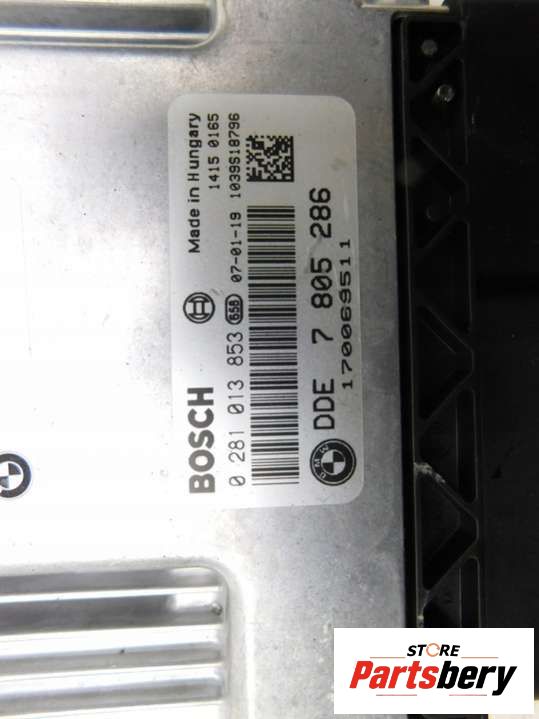 Made in Hungary
1415 0165
BOSCH
07-01-19 1039S18796
0 281 013 853 658
DDE 7 805 286
170069511
BMW
STORE
Partsbery